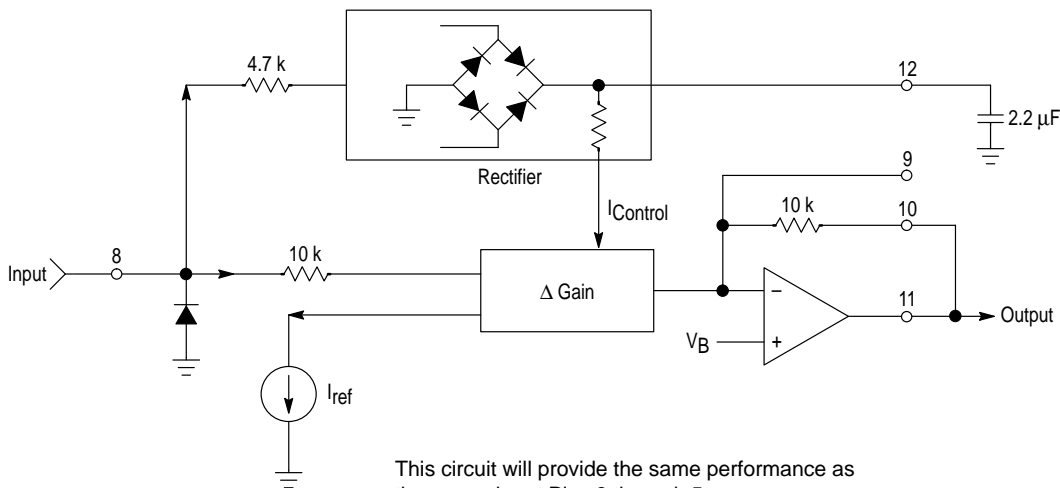 4.7 k
Rectifier
12
2.2 µF
9
IControl
10 k
10
Input
8
10 k
Δ Gain
–
+
VB
11
Output
Iref
This circuit will provide the same performance as